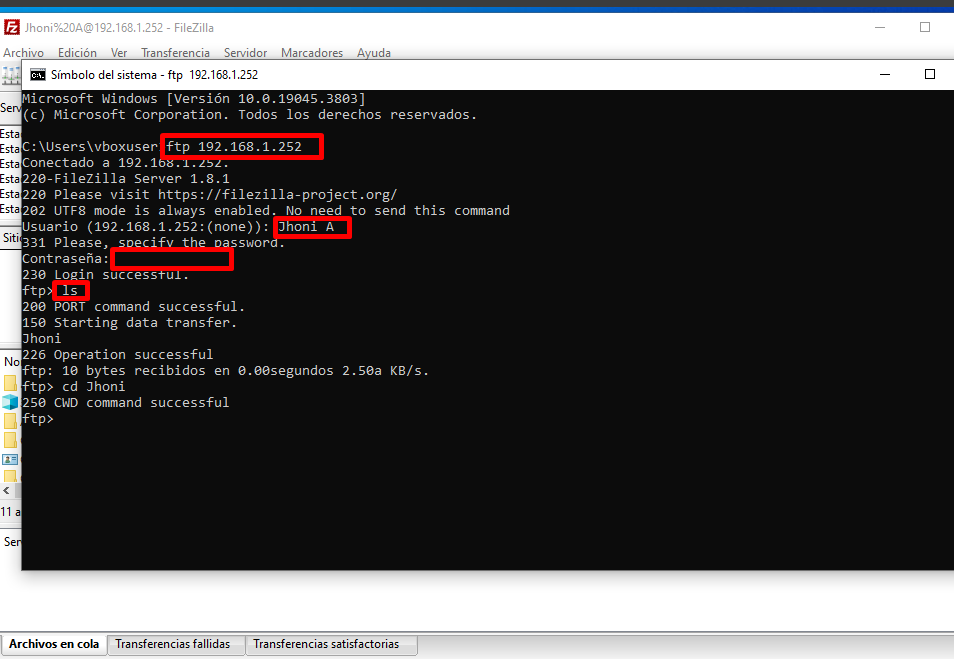 Jhoni%20A@192.168.1.252 - FileZilla
Archivo Edición Ver Transferencia Servidor Marcadores Ayuda
Símbolo del sistema - ftp 192.168.1.252
Microsoft Windows [Versión 10.0.19045.3803]
(c) Microsoft Corporation. Todos los derechos reservados.
C:\Users\vboxuser ftp 192.168.1.252
Conectado a 192.168.1.252.
220-FileZilla Server 1.8.1
220 Please visit https://filezilla-project.org/
202 UTF8 mode is always enabled. No need to send this command
Usuario (192.168.1.252:(none)): Jhoni A
331 Please, specify the password.
Contraseña:
230 Login successful.
ftp> ls
200 PORT command successful.
150 Starting data transfer.
Jhoni
226 Operation successful
ftp: 10 bytes recibidos en 0.00segundos 2.50a KB/s.
ftp> cd Jhoni
250 CWD command successful
ftp>
Serv
Esta
Esta
Esta
Esta
Esta
Esta
Siti
No
11 a
Ser
Archivos en cola Transferencias fallidas Transferencias satisfactorias